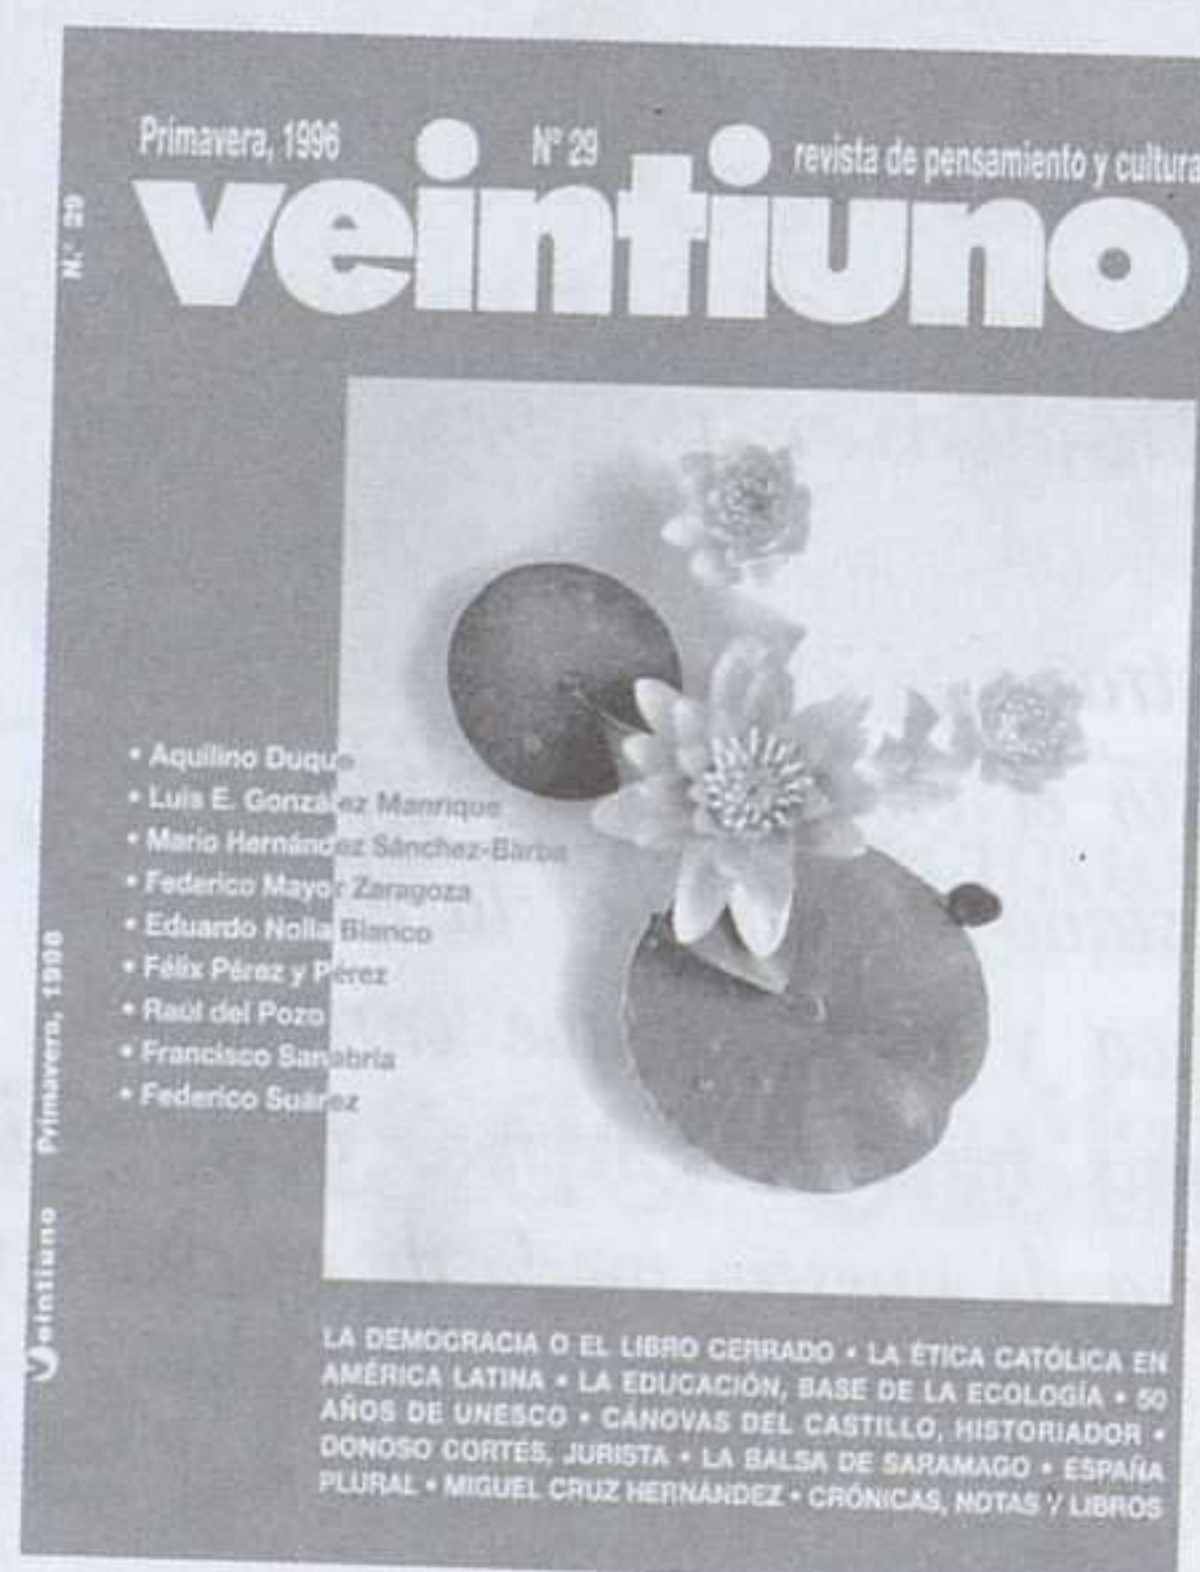 Primavera, 1996
Nº 29
revista de pensamiento y cultura
veintiuno
N.º 29
• Aquilino Duque
• Luis E. González Manrique
• Mario Hernández Sánchez-Barba
• Federico Mayor Zaragoza
• Eduardo Nolla Blanco
• Félix Pérez y Pérez
• Raúl del Pozo
• Francisco Sanabria
• Federico Suárez
Veintiuno Primavera, 1996
LA DEMOCRACIA O EL LIBRO CERRADO • LA ÉTICA CATÓLICA EN
AMÉRICA LATINA • LA EDUCACIÓN, BASE DE LA ECOLOGÍA • 50
AÑOS DE UNESCO • CÁNOVAS DEL CASTILLO, HISTORIADOR •
DONOSO CORTÉS, JURISTA • LA BALSA DE SARAMAGO • ESPAÑA
PLURAL • MIGUEL CRUZ HERNÁNDEZ • CRÓNICAS, NOTAS Y LIBROS